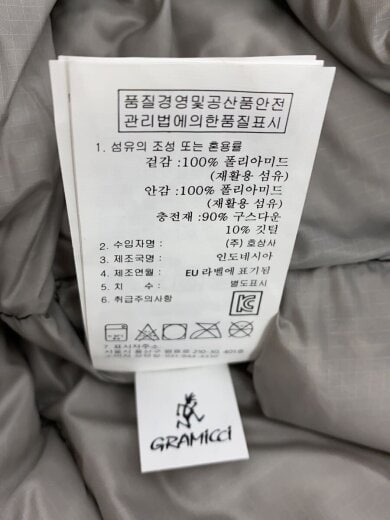 품질경영및공산품안전
관리법에의한품질표시
1. 섬유의 조성 또는 혼용률
겉감 :100% 폴리아미드
(재활용 섬유)
안감 :100% 폴리아미드
(재활용 섬유)
충전재 :90% 구스다운
10% 깃털
2. 수입자명 : (주) 호상사
3. 제조국명 : 인도네시아
4. 제조연월 : EU 라벨에 표기됨
5. 치 수 : 별도표시
6. 취급주의사항
7. 표시자주소
GRAMiCCi